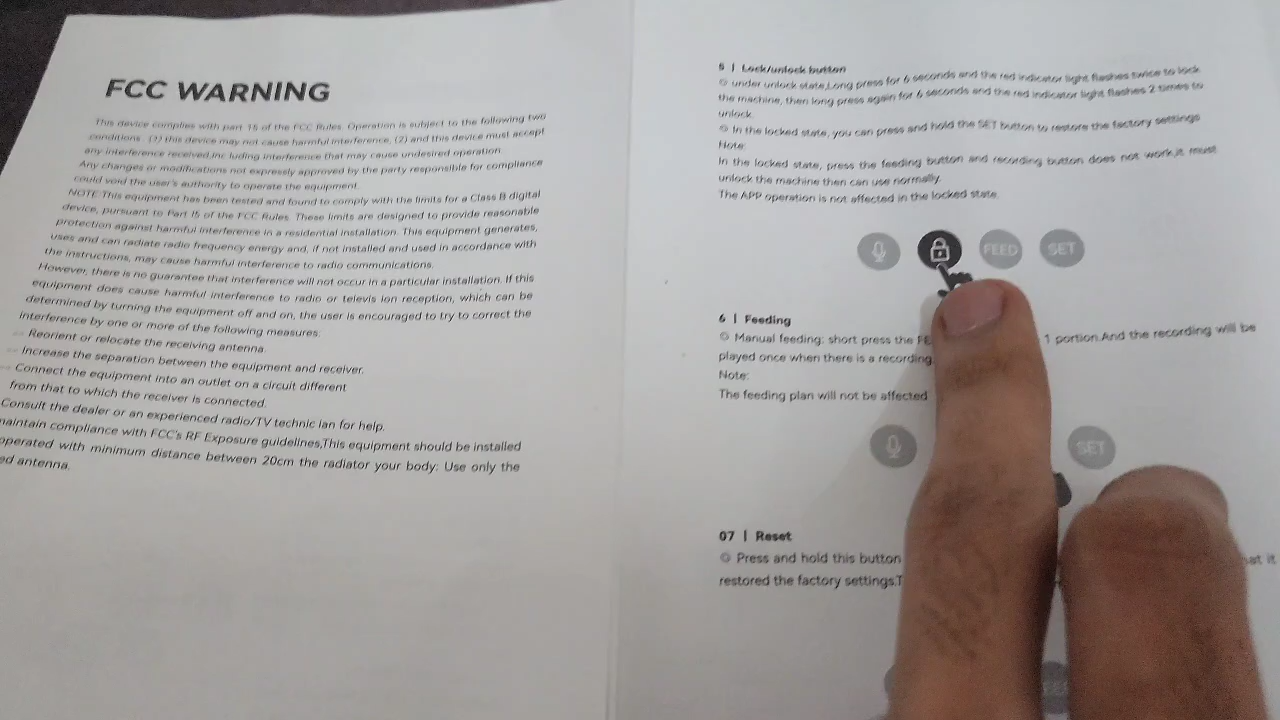 FCC WARNING
This device complies with part 15 of the FCC Rules. Operation is subject to the following two
conditions: (1) this device may not cause harmful interference, (2) and this device must accept
any interference received,inc luding interference that may cause undesired operation.
Any changes or modifications not expressly approved by the party responsible for compliance
could void the user's authority to operate the equipment.
NOTE This equipment has been tested and found to comply with the limits for a Class B digital
device, pursuant to Part 15 of the FCC Rules. These limits are designed to provide reasonable
protection against harmful interference in a residential installation. This equipment generates,
uses and can radiate radio frequency energy and, if not installed and used in accordance with
the instructions, may cause harmful interference to radio communications.
However, there is no guarantee that interference will not occur in a particular installation. If this
equipment does cause harmful interference to radio or televis ion reception, which can be
determined by turning the equipment off and on, the user is encouraged to try to correct the
interference by one or more of the following measures:
-- Reorient or relocate the receiving antenna.
-- Increase the separation between the equipment and receiver.
-- Connect the equipment into an outlet on a circuit different
from that to which the receiver is connected.
Consult the dealer or an experienced radio/TV technic ian for help.
maintain compliance with FCC's RF Exposure guidelines,This equipment should be installed
operated with minimum distance between 20cm the radiator your body: Use only the
ed antenna.
5 | Lock/unlock button
under unlock state,Long press for 6 seconds and the red indicator light flashes twice to lock
the machine, then long press again for 6 seconds and the red indicator light flashes 2 times to
unlock.
In the locked state, you can press and hold the SET button to restore the factory settings
Note:
In the locked state, press the feeding button and recording button does not work,it must
unlock the machine then can use normally.
The APP operation is not affected in the locked state.
FEED SET
6 | Feeding
Manual feeding: short press the FE 1 portion.And the recording will be
played once when there is a recording
Note:
The feeding plan will not be affected
SET
07 | Reset
Press and hold this button at it
restored the factory settings.T